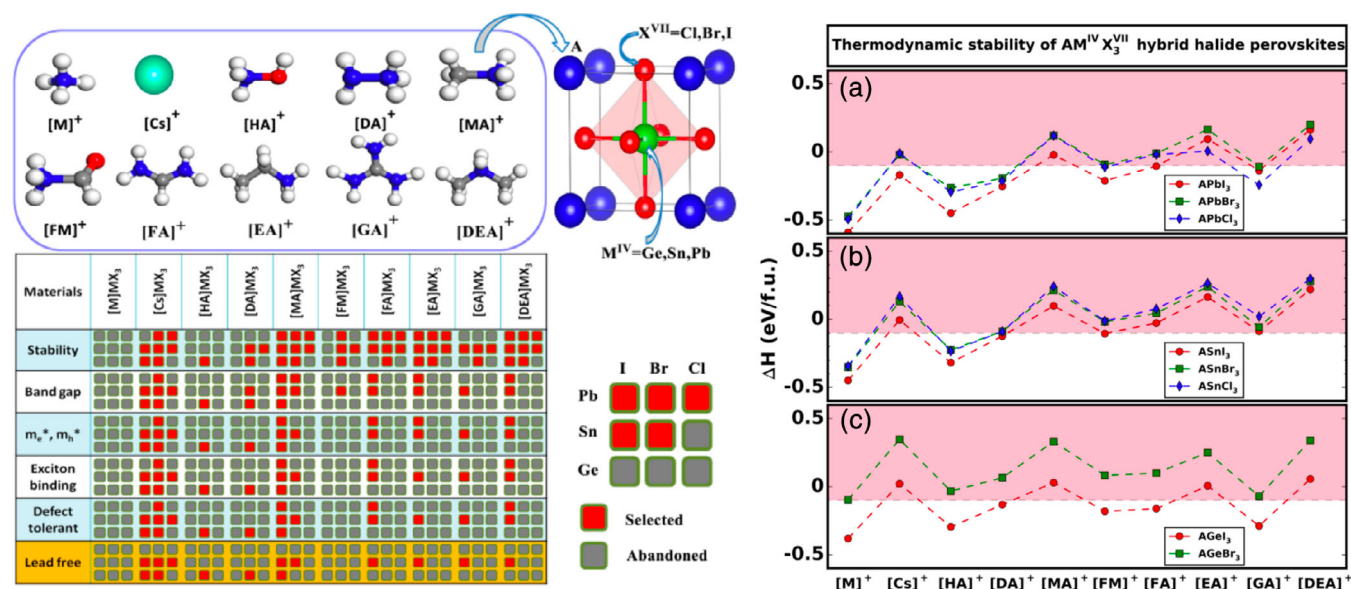 [M]⁺ [Cs]⁺ [HA]⁺ [DA]⁺ [MA]⁺
[FM]⁺ [FA]⁺ [EA]⁺ [GA]⁺ [DEA]⁺
X^VII=Cl,Br,I
A
M^IV=Ge,Sn,Pb
Materials [M]MX₃ [Cs]MX₃ [HA]MX₃ [DA]MX₃ [MA]MX₃ [FM]MX₃ [FA]MX₃ [EA]MX₃ [GA]MX₃ [DEA]MX₃
Stability
Band gap
mₑ*, mₕ*
Exciton
binding
Defect
tolerant
Lead free
I Br Cl
Pb
Sn
Ge
Selected
Abandoned
Thermodynamic stability of AM^IV X₃^VII hybrid halide perovskites
ΔH (eV/f.u.)
(a)
0.5
0
-0.5
APbI₃
APbBr₃
APbCl₃
(b)
0.5
0
-0.5
ASnI₃
ASnBr₃
ASnCl₃
(c)
0.5
0
-0.5
AGeI₃
AGeBr₃
[M]⁺ [Cs]⁺ [HA]⁺ [DA]⁺ [MA]⁺ [FM]⁺ [FA]⁺ [EA]⁺ [GA]⁺ [DEA]⁺